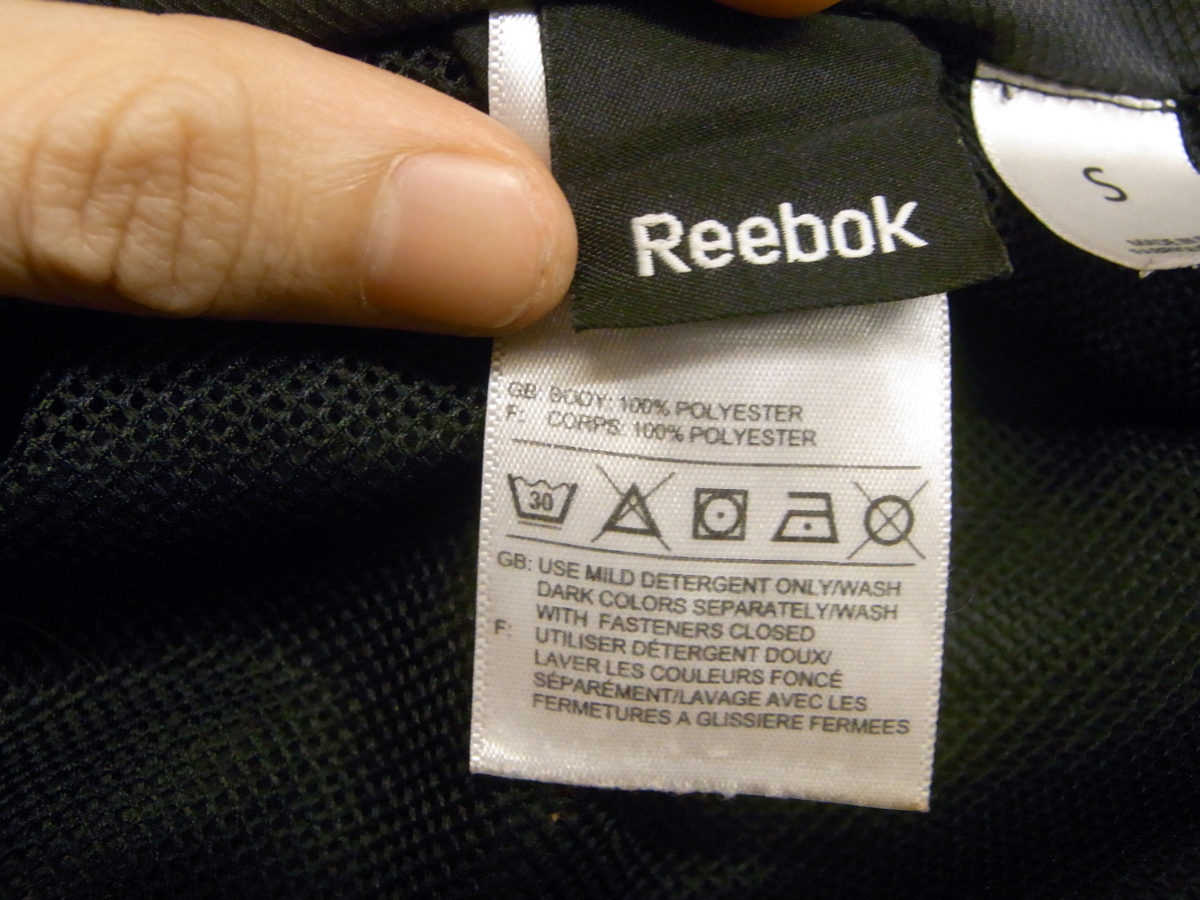 Reebok
S
GB BODY: 100% POLYESTER
F: CORPS: 100% POLYESTER
30
GB: USE MILD DETERGENT ONLY/WASH
DARK COLORS SEPARATELY/WASH
WITH FASTENERS CLOSED
F: UTILISER DÉTERGENT DOUX/
LAVER LES COULEURS FONCÉ
SÉPARÉMENT/LAVAGE AVEC LES
FERMETURES A GLISSIERE FERMEES